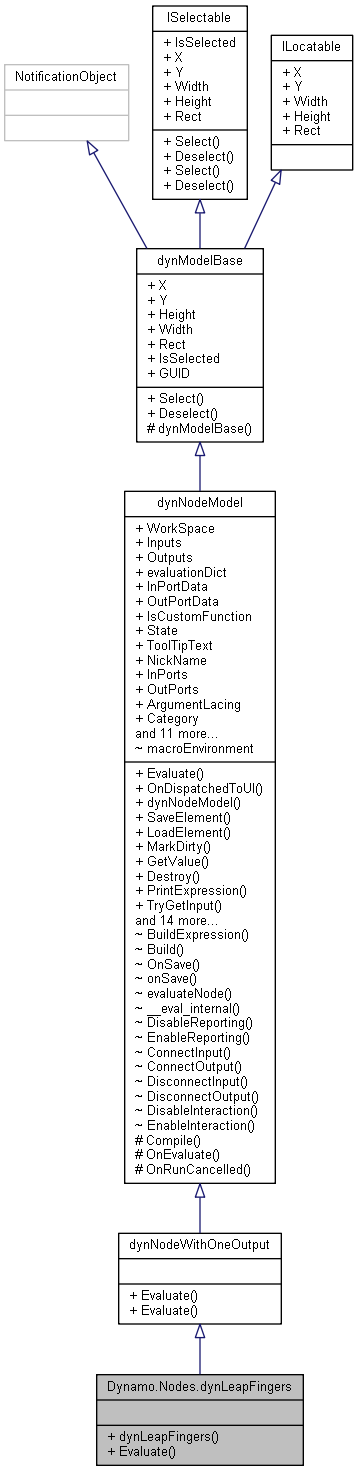 NotificationObject
ISelectable
+ IsSelected
+ X
+ Y
+ Width
+ Height
+ Rect
+ Select()
+ Deselect()
+ Select()
+ Deselect()
ILocatable
+ X
+ Y
+ Width
+ Height
+ Rect
dynModelBase
+ X
+ Y
+ Height
+ Width
+ Rect
+ IsSelected
+ GUID
+ Select()
+ Deselect()
# dynModelBase()
dynNodeModel
+ WorkSpace
+ Inputs
+ Outputs
+ evaluationDict
+ InPortData
+ OutPortData
+ IsCustomFunction
+ State
+ ToolTipText
+ NickName
+ InPorts
+ OutPorts
+ ArgumentLacing
+ Category
and 11 more...
~ macroEnvironment
+ Evaluate()
+ OnDispatchedToUI()
+ dynNodeModel()
+ SaveElement()
+ LoadElement()
+ MarkDirty()
+ GetValue()
+ Destroy()
+ PrintExpression()
+ TryGetInput()
and 14 more...
~ BuildExpression()
~ Build()
~ OnSave()
~ onSave()
~ evaluateNode()
~ __eval_internal()
~ DisableReporting()
~ EnableReporting()
~ ConnectInput()
~ ConnectOutput()
~ DisconnectInput()
~ DisconnectOutput()
~ DisableInteraction()
~ EnableInteraction()
# Compile()
# OnEvaluate()
# OnRunCancelled()
dynNodeWithOneOutput
+ Evaluate()
+ Evaluate()
Dynamo.Nodes.dynLeapFingers
+ dynLeapFingers()
+ Evaluate()